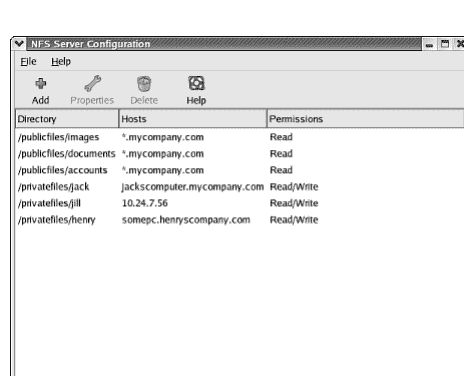 NFS Server Configuration
File Help
Add Properties Delete Help
Directory Hosts Permissions
/publicfiles/images *.mycompany.com Read
/publicfiles/documents *.mycompany.com Read
/publicfiles/accounts *.mycompany.com Read
/privatefiles/jack jackscomputer.mycompany.com Read/Write
/privatefiles/jill 10.24.7.56 Read/Write
/privatefiles/henry somepc.henryscompany.com Read/Write